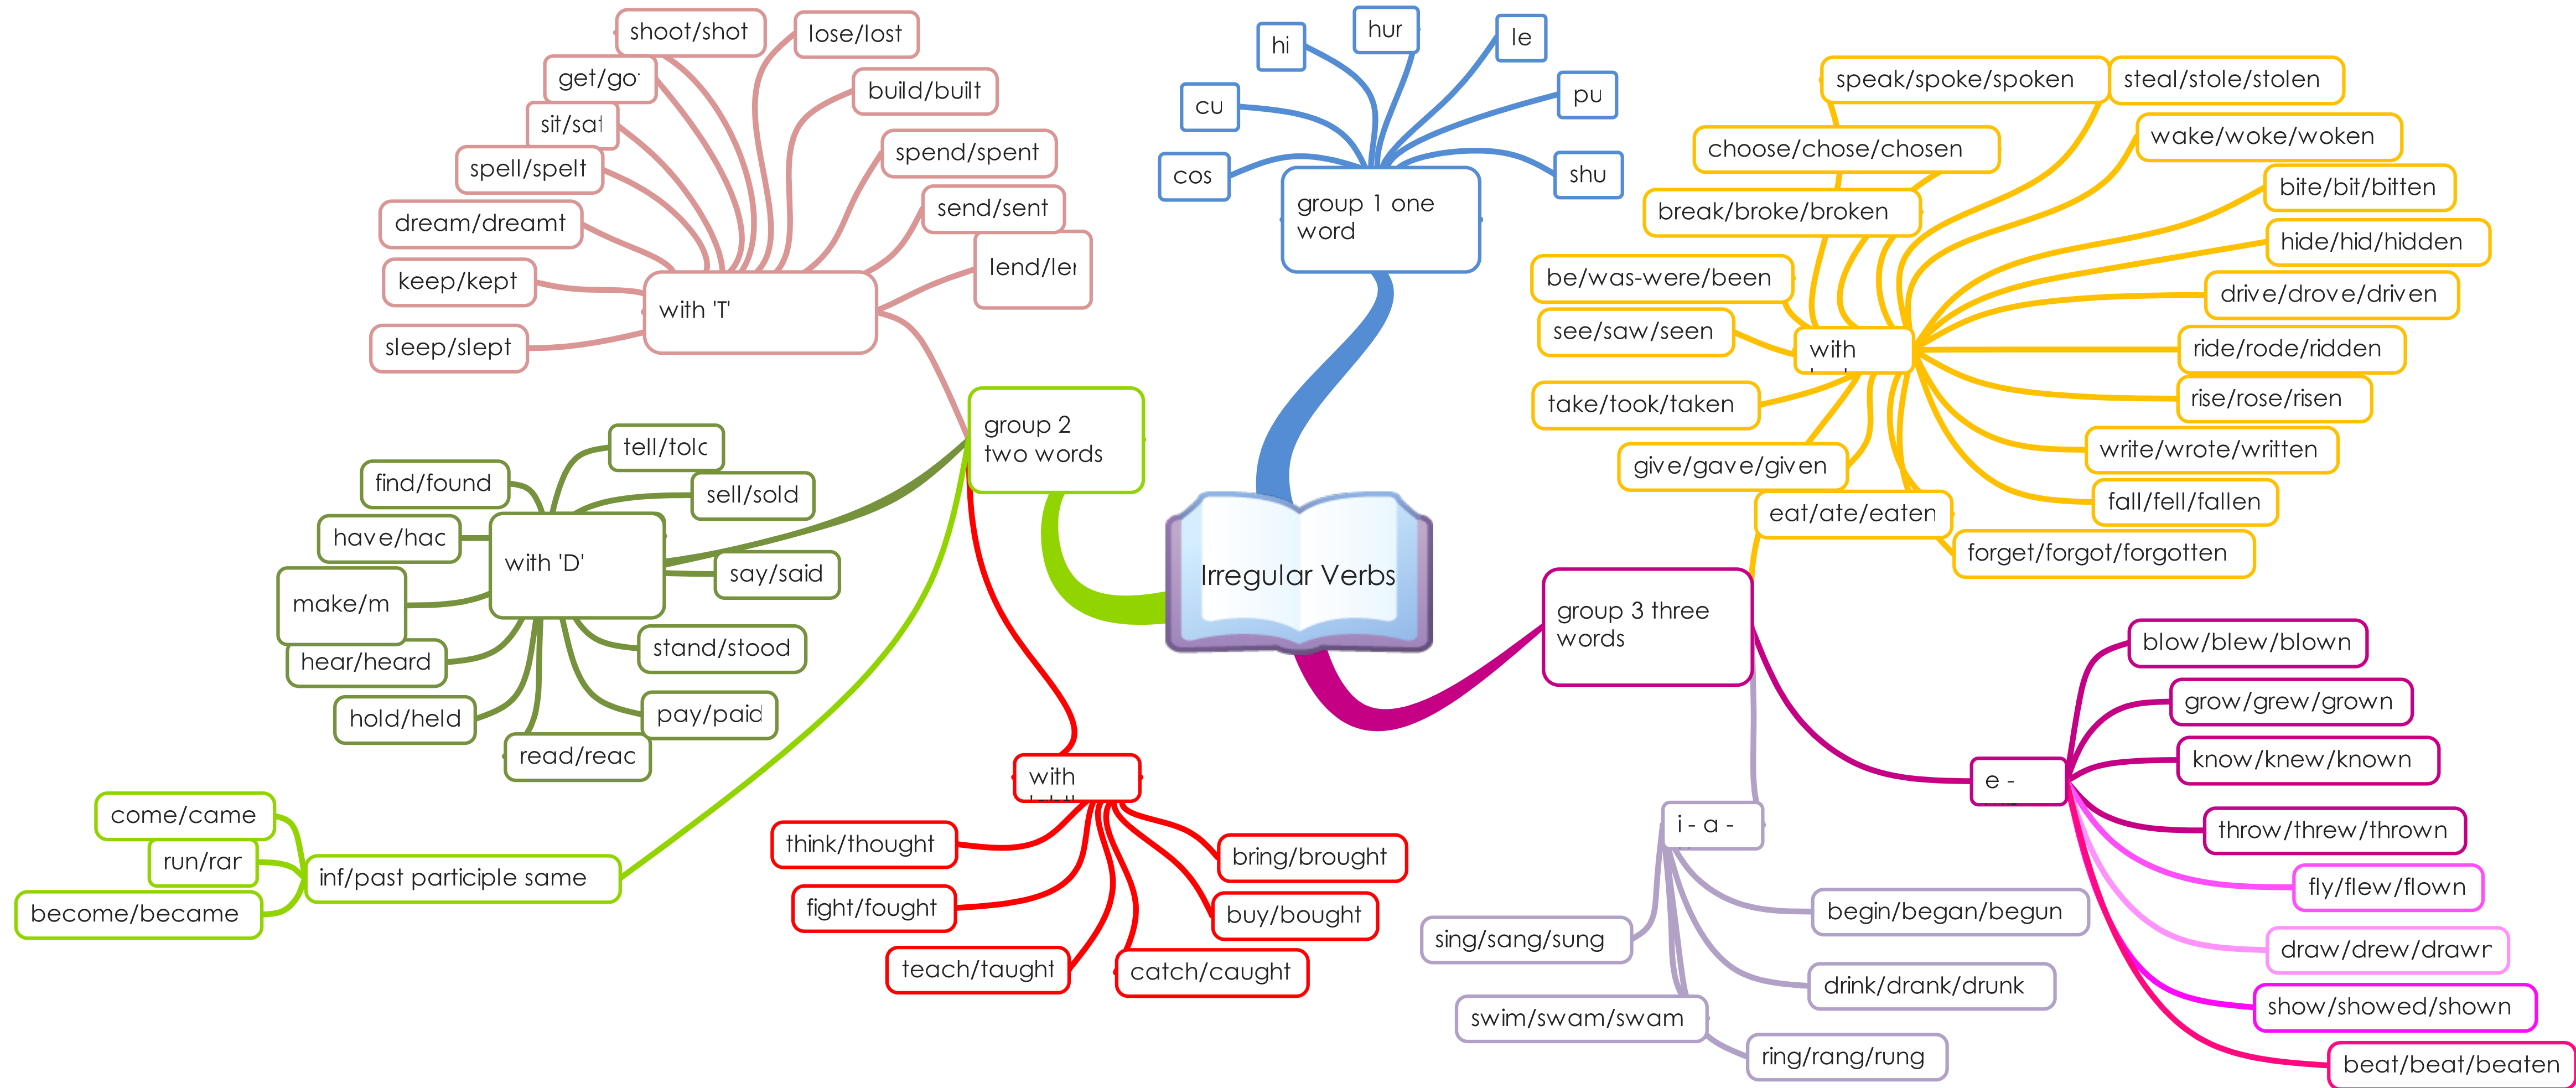 Irregular Verbs
group 1 one
word
cos
cu
hi
hur
le
pu
shu
group 2
two words
with 'T'
shoot/shot
lose/lost
get/go
build/built
sit/sat
spend/spent
spell/spelt
send/sent
dream/dreamt
lend/le
keep/kept
sleep/slept
with 'D'
tell/tol
find/found
sell/sold
have/ha
say/said
make/m
hear/heard
stand/stood
hold/held
pay/paid
read/rea
with
think/thought
bring/brought
fight/fought
buy/bought
teach/taught
catch/caught
inf/past participle same
come/came
run/ra
become/became
group 3 three
words
with
speak/spoke/spoken
steal/stole/stolen
choose/chose/chosen
wake/woke/woken
break/broke/broken
bite/bit/bitten
be/was-were/been
hide/hid/hidden
see/saw/seen
drive/drove/driven
take/took/taken
ride/rode/ridden
give/gave/given
rise/rose/risen
eat/ate/eaten
write/wrote/written
fall/fell/fallen
forget/forgot/forgotten
e -
blow/blew/blown
grow/grew/grown
know/knew/known
throw/threw/thrown
fly/flew/flown
draw/drew/drawn
show/showed/shown
beat/beat/beaten
i - a -
sing/sang/sung
begin/began/begun
drink/drank/drunk
swim/swam/swam
ring/rang/rung